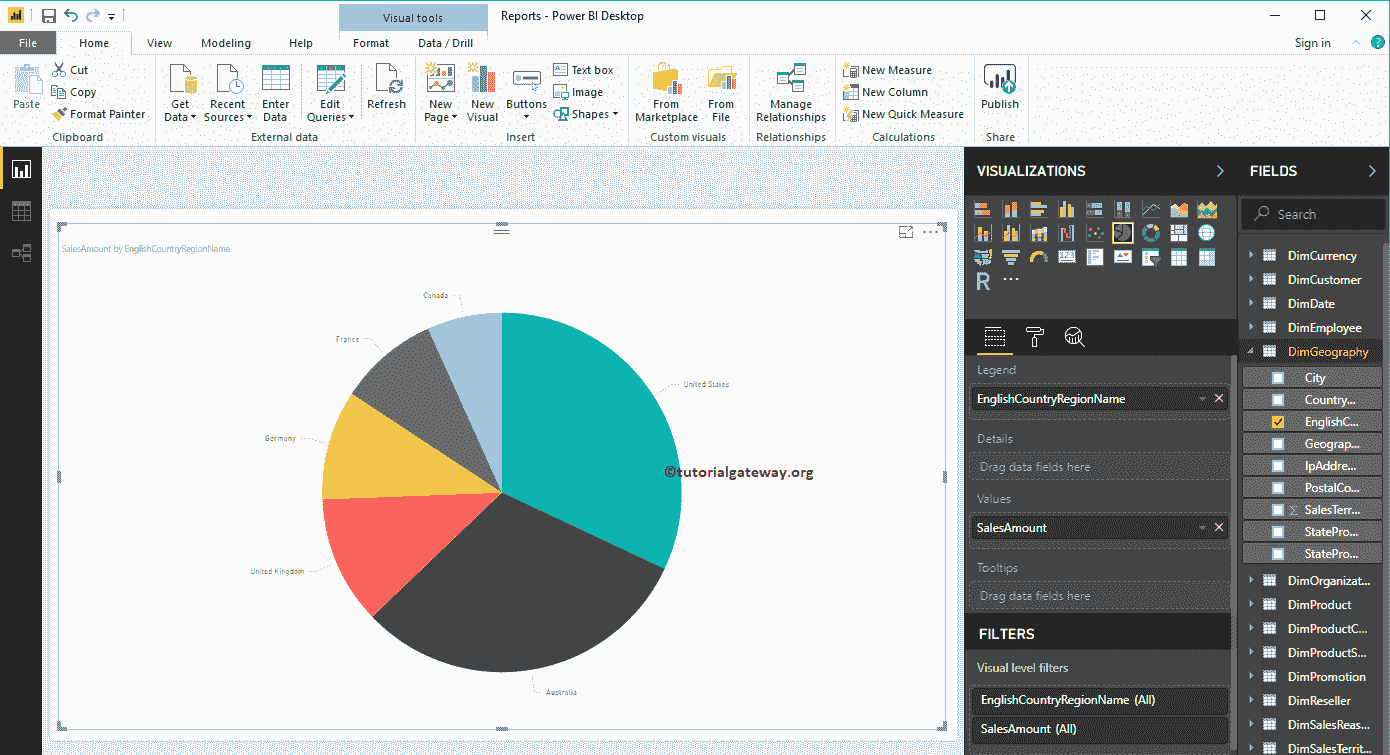 Visual tools
Reports - Power BI Desktop
File
Home
View
Modeling
Help
Format
Data / Drill
Sign in
Paste
Cut
Copy
Format Painter
Clipboard
Get Data
Recent Sources
Enter Data
Edit Queries
External data
Refresh
New Page
New Visual
Buttons
Text box
Image
Shapes
Insert
From Marketplace
From File
Custom visuals
Manage Relationships
Relationships
New Measure
New Column
New Quick Measure
Calculations
Publish
Share
SalesAmount by EnglishCountryRegionName
Canada
France
United States
Germany
©tutorialgateway.org
United Kingdom
Australia
VISUALIZATIONS
123
R
Legend
EnglishCountryRegionName
Details
Drag data fields here
Values
SalesAmount
Tooltips
Drag data fields here
FILTERS
Visual level filters
EnglishCountryRegionName (All)
SalesAmount (All)
FIELDS
Search
DimCurrency
DimCustomer
DimDate
DimEmployee
DimGeography
City
Country...
EnglishC...
Geograp...
IpAddre...
PostalCo...
Σ SalesTerr...
StatePro...
StatePro...
DimOrganizat...
DimProduct
DimProductC...
DimProductS...
DimPromotion
DimReseller
DimSalesReas...
DimSalesTerrit...